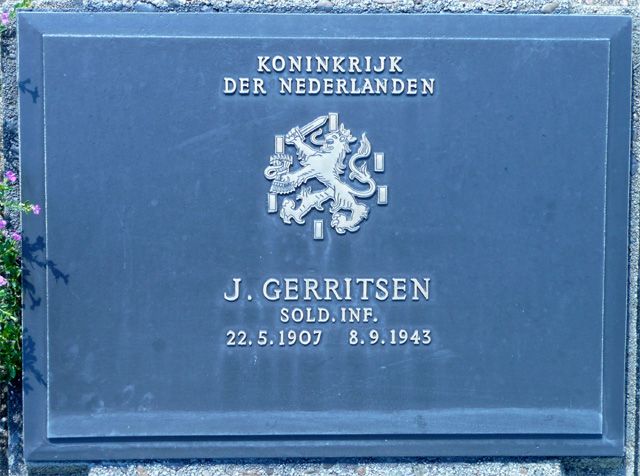 KONINKRIJK
DER NEDERLANDEN
J. GERRITSEN
SOLD. INF.
22.5.1907 8.9.1943